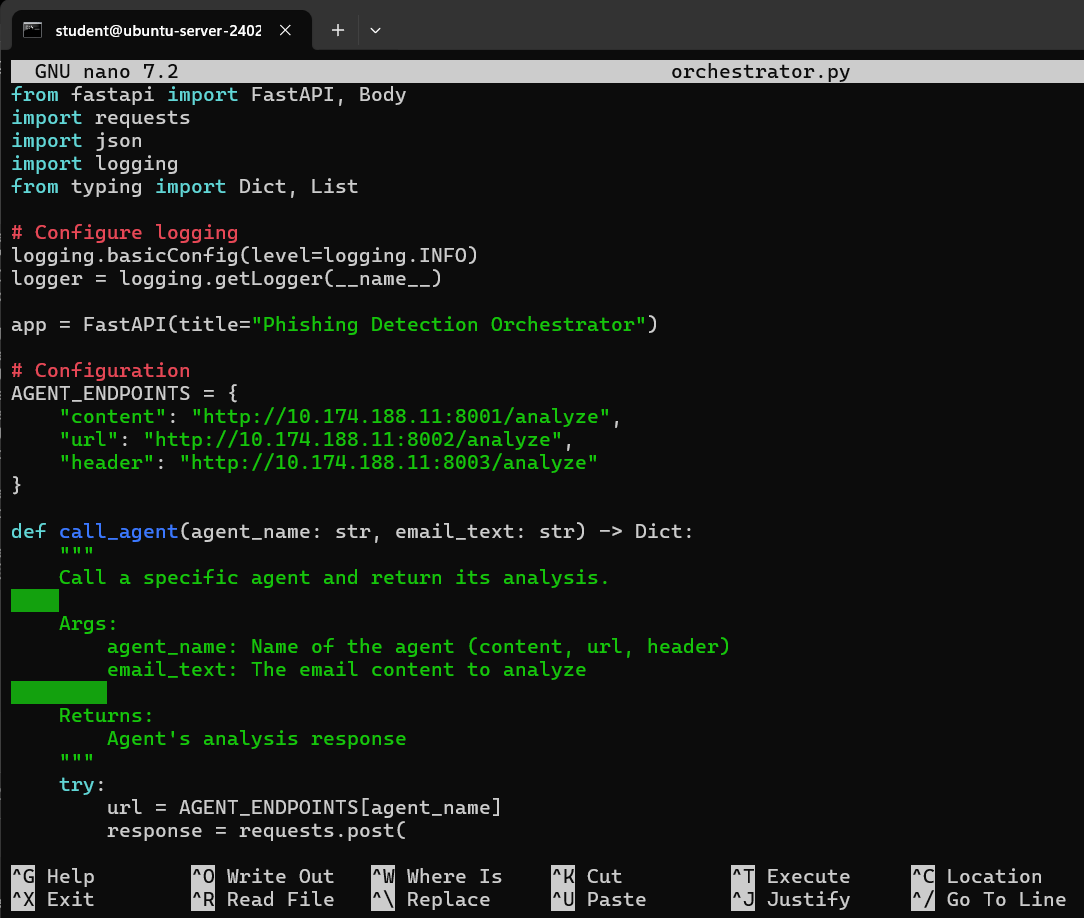 student@ubuntu-server-2402
GNU nano 7.2 orchestrator.py
from fastapi import FastAPI, Body
import requests
import json
import logging
from typing import Dict, List
# Configure logging
logging.basicConfig(level=logging.INFO)
logger = logging.getLogger(__name__)
app = FastAPI(title="Phishing Detection Orchestrator")
# Configuration
AGENT_ENDPOINTS = {
    "content": "http://10.174.188.11:8001/analyze",
    "url": "http://10.174.188.11:8002/analyze",
    "header": "http://10.174.188.11:8003/analyze"
}
def call_agent(agent_name: str, email_text: str) -> Dict:
    """
    Call a specific agent and return its analysis.
    Args:
        agent_name: Name of the agent (content, url, header)
        email_text: The email content to analyze
    Returns:
        Agent's analysis response
    """
    try:
        url = AGENT_ENDPOINTS[agent_name]
        response = requests.post(
^G Help ^O Write Out ^W Where Is ^K Cut ^T Execute ^C Location
^X Exit ^R Read File ^\ Replace ^U Paste ^J Justify ^/ Go To Line